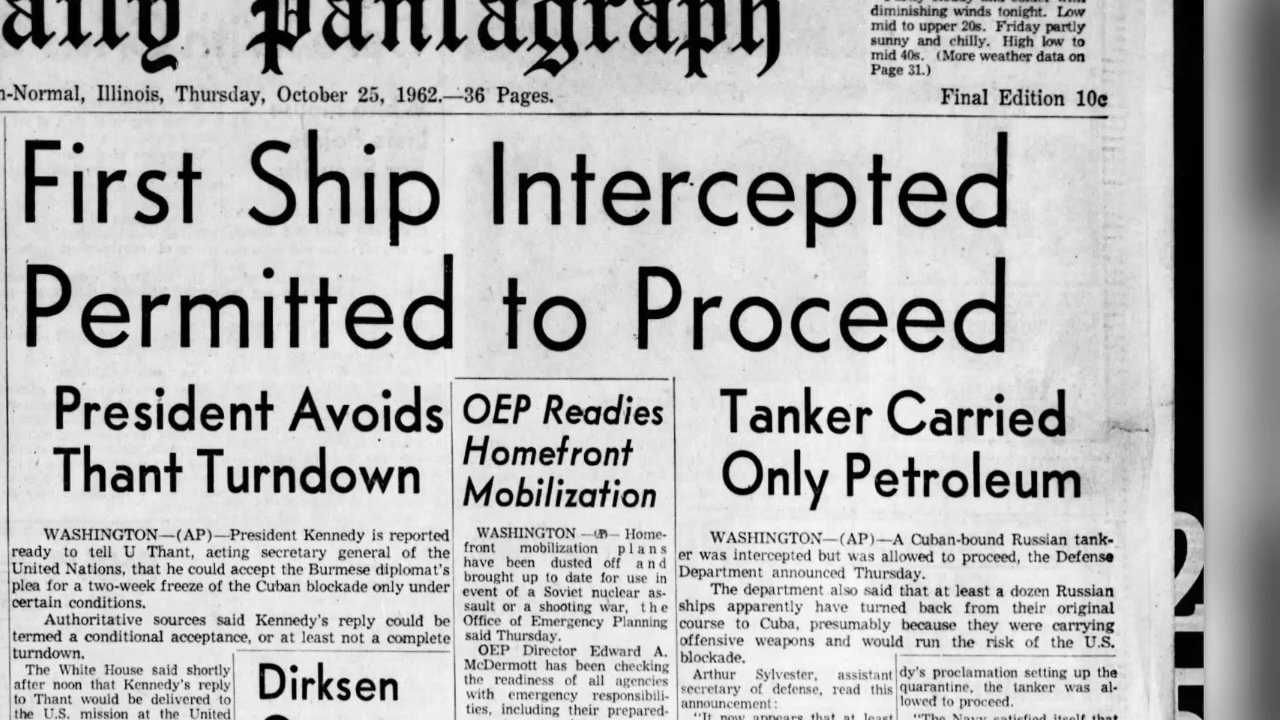 aily Pantagraph
diminishing winds tonight. Low
mid to upper 20s. Friday partly
sunny and chilly. High low to
mid 40s. (More weather data on
Page 31.)
n-Normal, Illinois, Thursday, October 25, 1962.—36 Pages.
Final Edition 10c
First Ship Intercepted
Permitted to Proceed
President Avoids
Thant Turndown
WASHINGTON—(AP)—President Kennedy is reported
ready to tell U Thant, acting secretary general of the
United Nations, that he could accept the Burmese diplomat's
plea for a two-week freeze of the Cuban blockade only under
certain conditions.
Authoritative sources said Kennedy's reply could be
termed a conditional acceptance, or at least not a complete
turndown.
The White House said shortly
after noon that Kennedy's reply
to Thant would be delivered to
the U.S. mission at the United
Dirksen
OEP Readies
Homefront
Mobilization
WASHINGTON —(AP)— Home-
front mobilization plans
have been dusted off and
brought up to date for use in
event of a Soviet nuclear as-
sault or a shooting war, the
Office of Emergency Planning
said Thursday.
OEP Director Edward A.
McDermott has been checking
the readiness of all agencies
with emergency responsibili-
ties, including their prepared-
Tanker Carried
Only Petroleum
WASHINGTON—(AP)—A Cuban-bound Russian tank-
er was intercepted but was allowed to proceed, the Defense
Department announced Thursday.
The department also said that at least a dozen Russian
ships apparently have turned back from their original
course to Cuba, presumably because they were carrying
offensive weapons and would run the risk of the U.S.
blockade.
Arthur Sylvester, assistant
secretary of defense, read this
announcement:
"It now appears that at least
dy's proclamation setting up the
quarantine, the tanker was al-
lowed to proceed.
"The Navy satisfied itself that